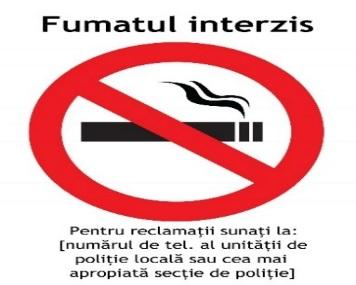 Fumatul interzis
Pentru reclamații sunați la:
[numărul de tel. al unității de
poliție locală sau cea mai
apropiată secție de poliție]